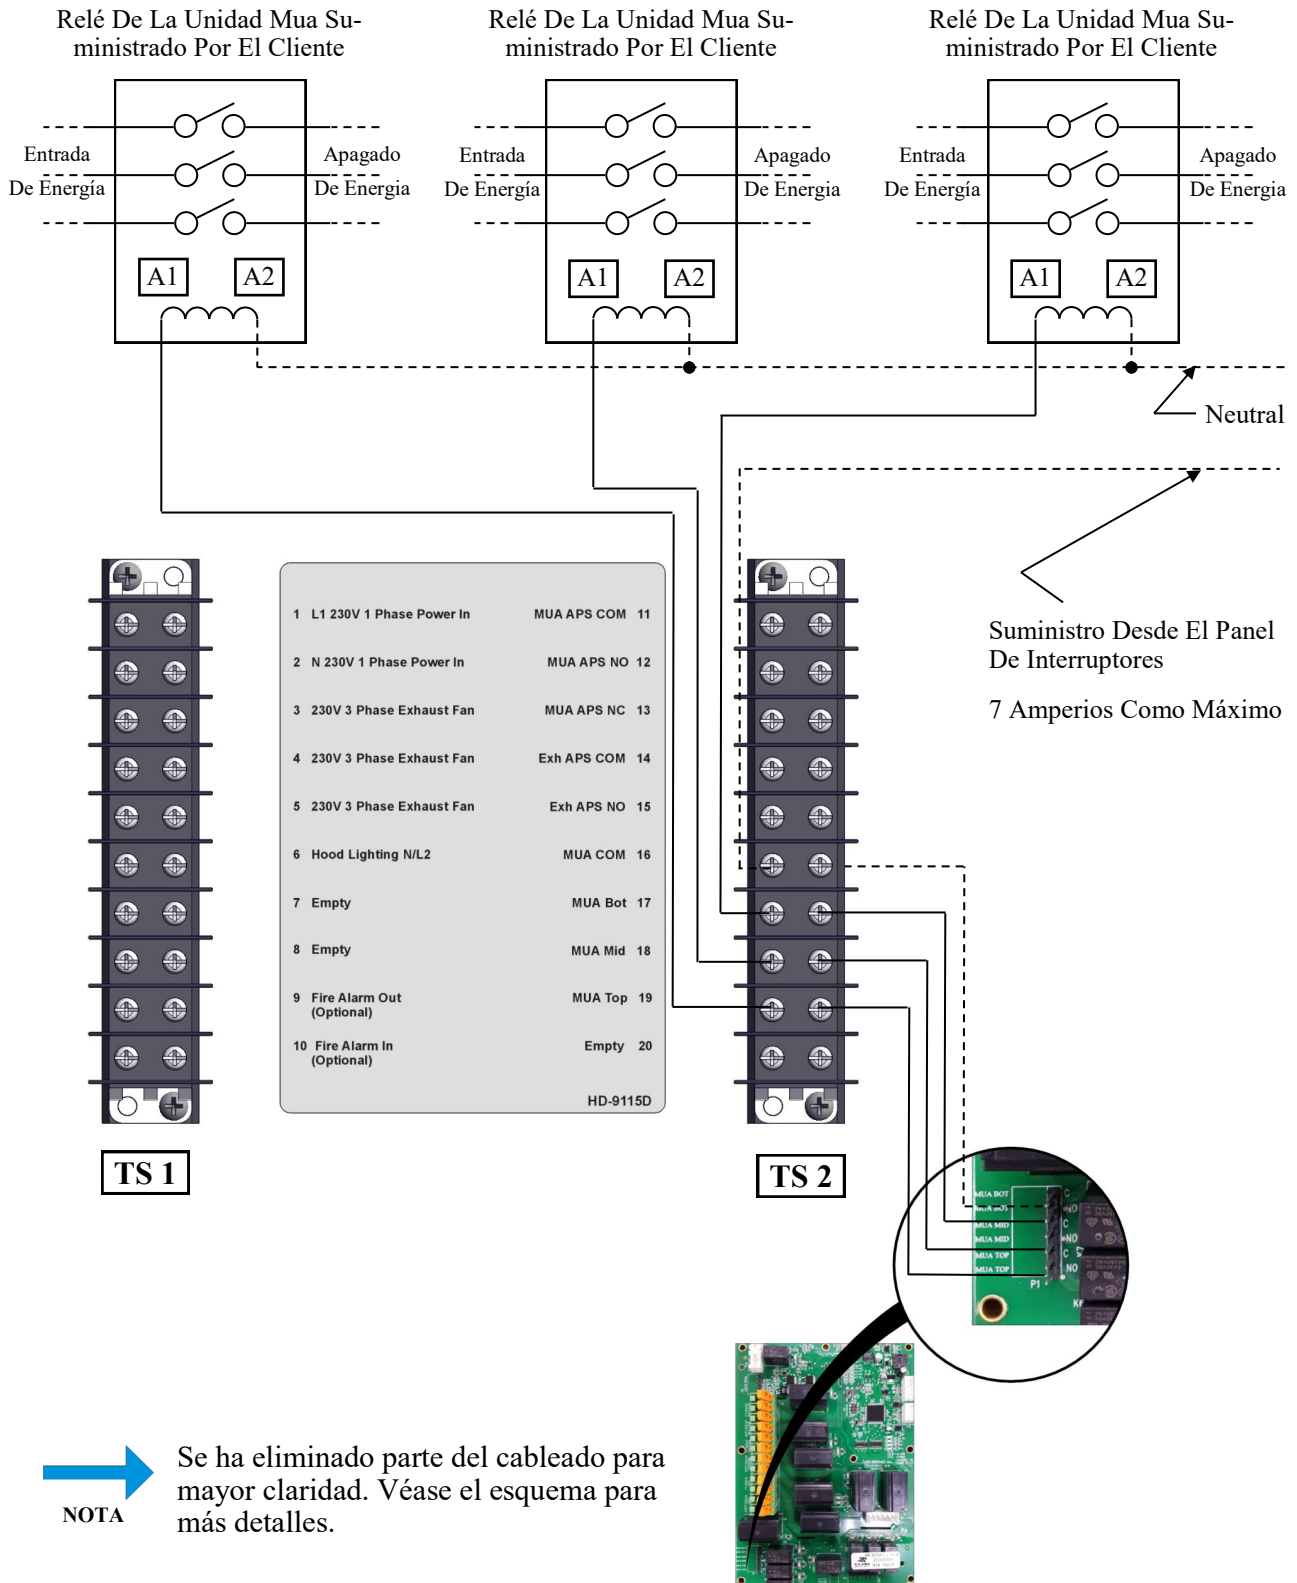 Relé De La Unidad Mua Su-
ministrado Por El Cliente
Relé De La Unidad Mua Su-
ministrado Por El Cliente
Relé De La Unidad Mua Su-
ministrado Por El Cliente
Entrada
De Energía
Apagado
De Energia
Entrada
De Energía
Apagado
De Energia
Entrada
De Energía
Apagado
De Energia
A1
A2
A1
A2
A1
A2
Neutral
Suministro Desde El Panel
De Interruptores
7 Amperios Como Máximo
1 L1 230V 1 Phase Power In
MUA APS COM 11
2 N 230V 1 Phase Power In
MUA APS NO 12
3 230V 3 Phase Exhaust Fan
MUA APS NC 13
4 230V 3 Phase Exhaust Fan
Exh APS COM 14
5 230V 3 Phase Exhaust Fan
Exh APS NO 15
6 Hood Lighting N/L2
MUA COM 16
7 Empty
MUA Bot 17
8 Empty
MUA Mid 18
9 Fire Alarm Out
(Optional)
MUA Top 19
10 Fire Alarm In
(Optional)
Empty 20
HD-9115D
TS 1
TS 2
MUA BOT
C
MUA BOT
NO
MUA MID
C
MUA MID
NO
MUA TOP
C
MUA TOP
NO
P1
NOTA
Se ha eliminado parte del cableado para
mayor claridad. Véase el esquema para
más detalles.